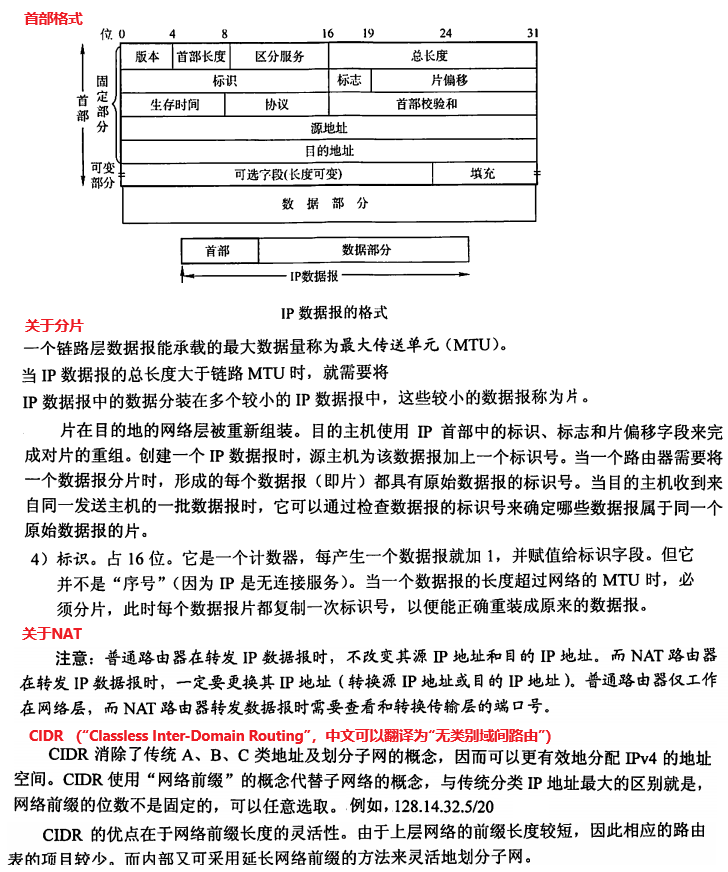 首部格式
位 0 4 8 16 19 24 31
版本 首部长度 区分服务 总长度
标识 标志 片偏移
生存时间 协议 首部校验和
源地址
目的地址
可选字段(长度可变) 填充
数据部分
首部
固定部分
可变部分
首部 数据部分
IP数据报
IP 数据报的格式
关于分片
一个链路层数据报能承载的最大数据量称为最大传送单元（MTU）。
当 IP 数据报的总长度大于链路 MTU 时，就需要将
IP 数据报中的数据分装在多个较小的 IP 数据报中，这些较小的数据报称为片。
片在目的地的网络层被重新组装。目的主机使用 IP 首部中的标识、标志和片偏移字段来完
成对片的重组。创建一个 IP 数据报时，源主机为该数据报加上一个标识号。当一个路由器需要将
一个数据报分片时，形成的每个数据报（即片）都具有原始数据报的标识号。当目的主机收到来
自同一发送主机的一批数据报时，它可以通过检查数据报的标识号来确定哪些数据报属于同一个
原始数据报的片。
4）标识。占 16 位。它是一个计数器，每产生一个数据报就加 1，并赋值给标识字段。但它
并不是“序号”（因为 IP 是无连接服务）。当一个数据报的长度超过网络的 MTU 时，必
须分片，此时每个数据报片都复制一次标识号，以便能正确重装成原来的数据报。
关于NAT
注意：普通路由器在转发 IP 数据报时，不改变其源 IP 地址和目的 IP 地址。而 NAT 路由器
在转发 IP 数据报时，一定要更换其 IP 地址（转换源 IP 地址或目的 IP 地址）。普通路由器仅工作
在网络层，而 NAT 路由器转发数据报时需要查看和转换传输层的端口号。
CIDR （“Classless Inter-Domain Routing”，中文可以翻译为“无类别域间路由”）
CIDR 消除了传统 A、B、C 类地址及划分子网的概念，因而可以更有效地分配 IPv4 的地址
空间。CIDR 使用“网络前缀”的概念代替子网络的概念，与传统分类 IP 地址最大的区别就是，
网络前缀的位数不是固定的，可以任意选取。例如，128.14.32.5/20
CIDR 的优点在于网络前缀长度的灵活性。由于上层网络的前缀长度较短，因此相应的路由
表的项目较少。而内部又可采用延长网络前缀的方法来灵活地划分子网。